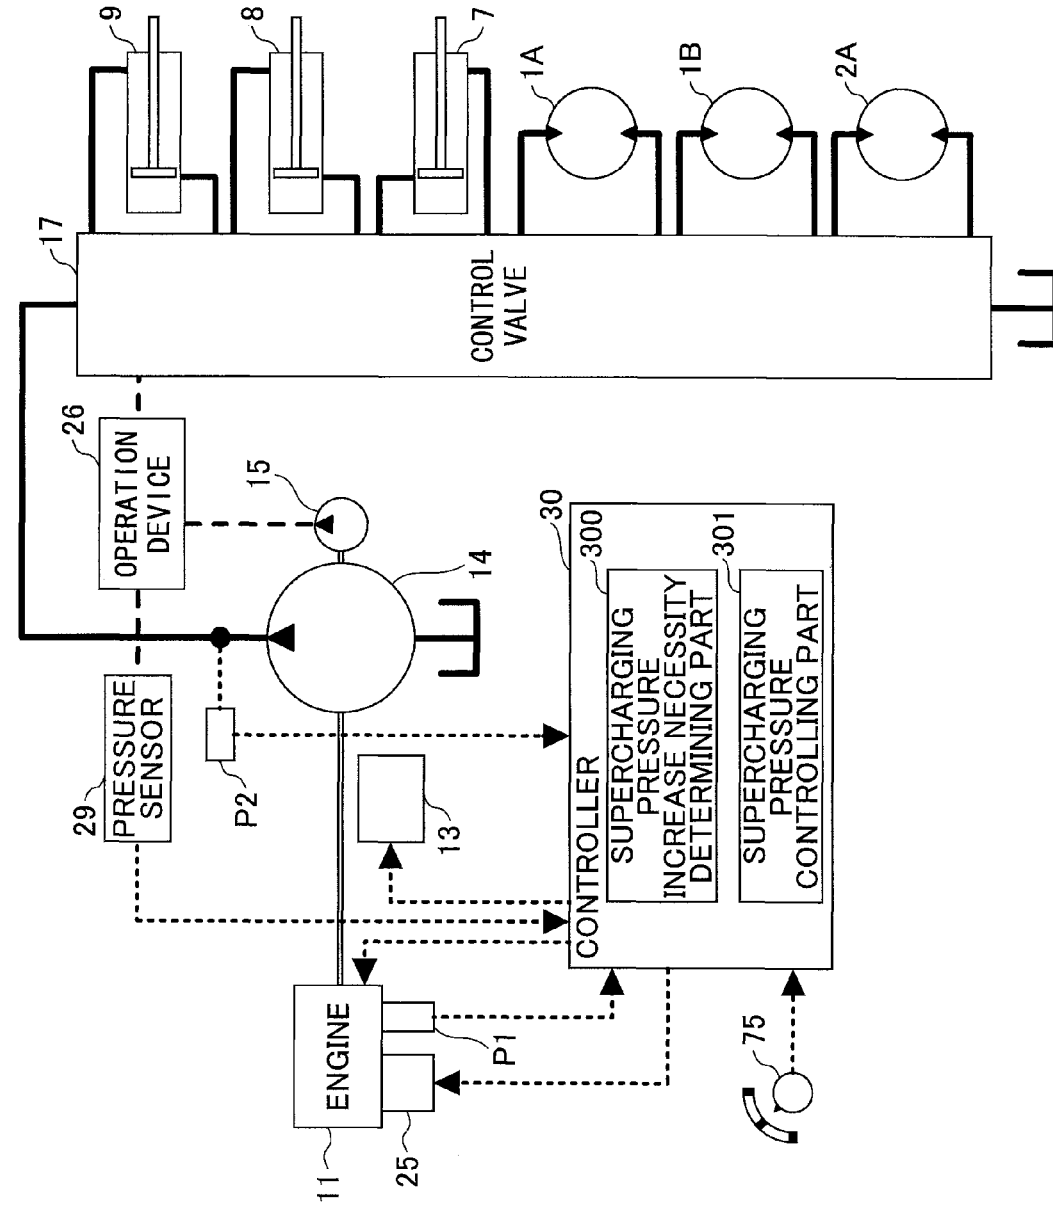 9
8
7
1A
1B
2A
17
CONTROL
VALVE
26
OPERATION
DEVICE
15
14
29
PRESSURE
SENSOR
P2
13
30
CONTROLLER
300
SUPERCHARGING
PRESSURE
INCREASE NECESSITY
DETERMINING PART
301
SUPERCHARGING
PRESSURE
CONTROLLING PART
ENGINE
11
25
P1
75